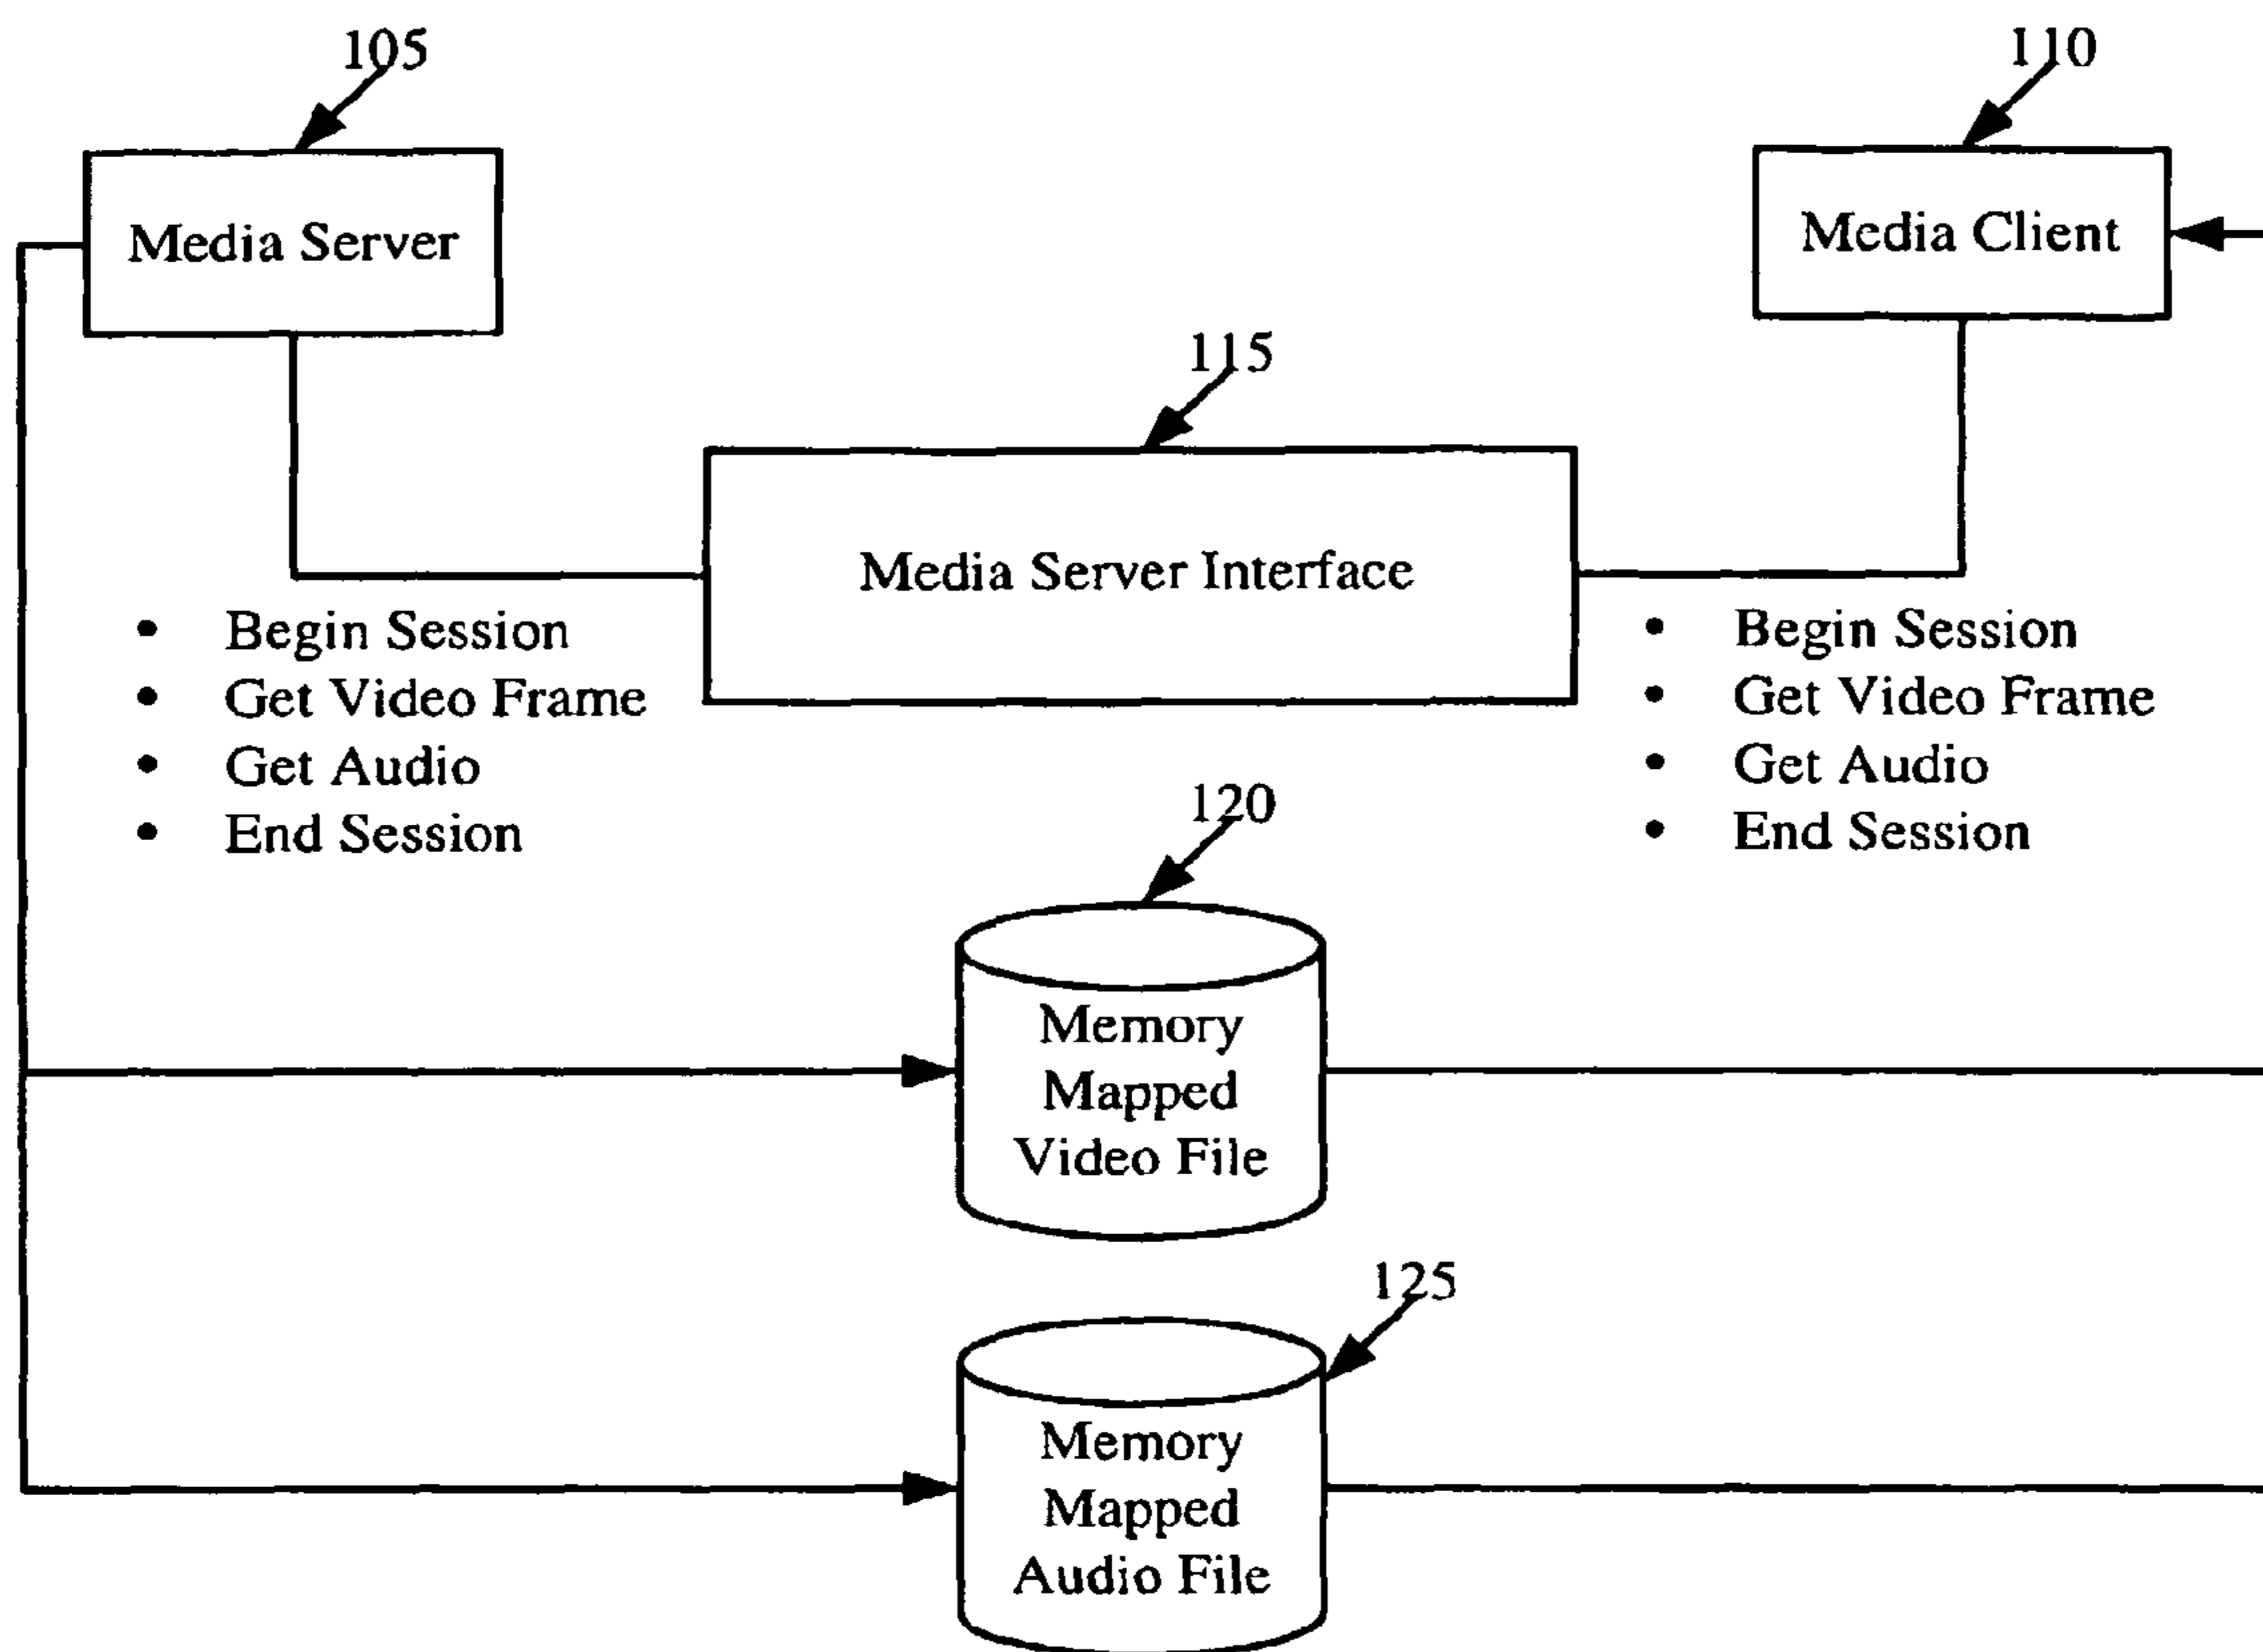 105
110
Media Server
Media Client
115
Media Server Interface
• Begin Session
• Get Video Frame
• Get Audio
• End Session
• Begin Session
• Get Video Frame
• Get Audio
• End Session
120
Memory
Mapped
Video File
125
Memory
Mapped
Audio File